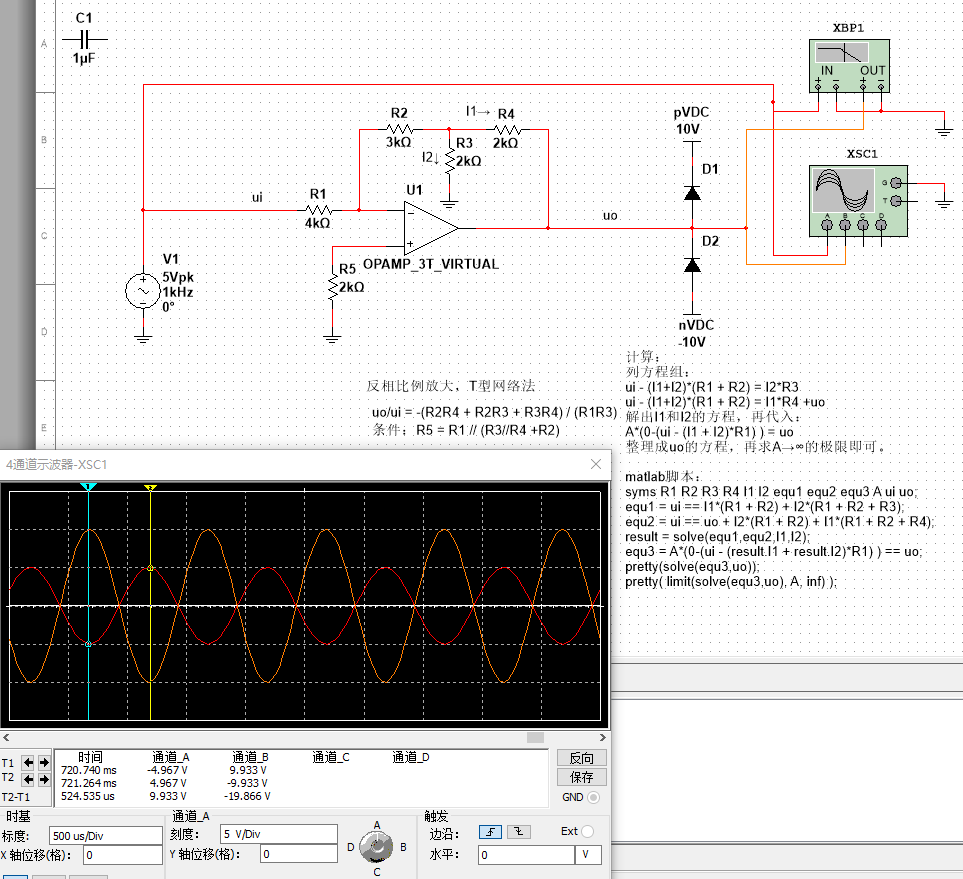 C1
1µF
A
B
C
D
E
XBP1
IN OUT
XSC1
G
T
A B C D
pVDC
10V
D1
D2
nVDC
-10V
R2
3kΩ
I1→ R4
2kΩ
I2↓ R3
2kΩ
ui
R1
4kΩ
U1
OPAMP_3T_VIRTUAL
uo
R5
2kΩ
V1
5Vpk
1kHz
0°
反相比例放大，T型网络法
uo/ui = -(R2R4 + R2R3 + R3R4) / (R1R3)
条件：R5 = R1 // (R3//R4 +R2)
计算：
列方程组：
ui - (I1+I2)*(R1 + R2) = I2*R3
ui - (I1+I2)*(R1 + R2) = I1*R4 +uo
解出I1和I2的方程，再代入：
A*(0-(ui - (I1 + I2)*R1) ) = uo
整理成uo的方程，再求A→∞的极限即可。
matlab脚本：
syms R1 R2 R3 R4 I1 I2 equ1 equ2 equ3 A ui uo;
equ1 = ui == I1*(R1 + R2) + I2*(R1 + R2 + R3);
equ2 = ui == uo + I2*(R1 + R2) + I1*(R1 + R2 + R4);
result = solve(equ1,equ2,I1,I2);
equ3 = A*(0-(ui - (result.I1 + result.I2)*R1) ) == uo;
pretty(solve(equ3,uo));
pretty( limit(solve(equ3,uo), A, inf) );
4通道示波器-XSC1
时间 通道_A 通道_B 通道_C 通道_D
T1 720.740 ms -4.967 V 9.933 V
T2 721.264 ms 4.967 V -9.933 V
T2-T1 524.535 us 9.933 V -19.866 V
反向
保存
GND
时基
标度： 500 us/Div
X 轴位移(格)： 0
通道_A
刻度： 5 V/Div
Y 轴位移(格)： 0
A
D B
C
触发
边沿： Ext
水平： 0 V